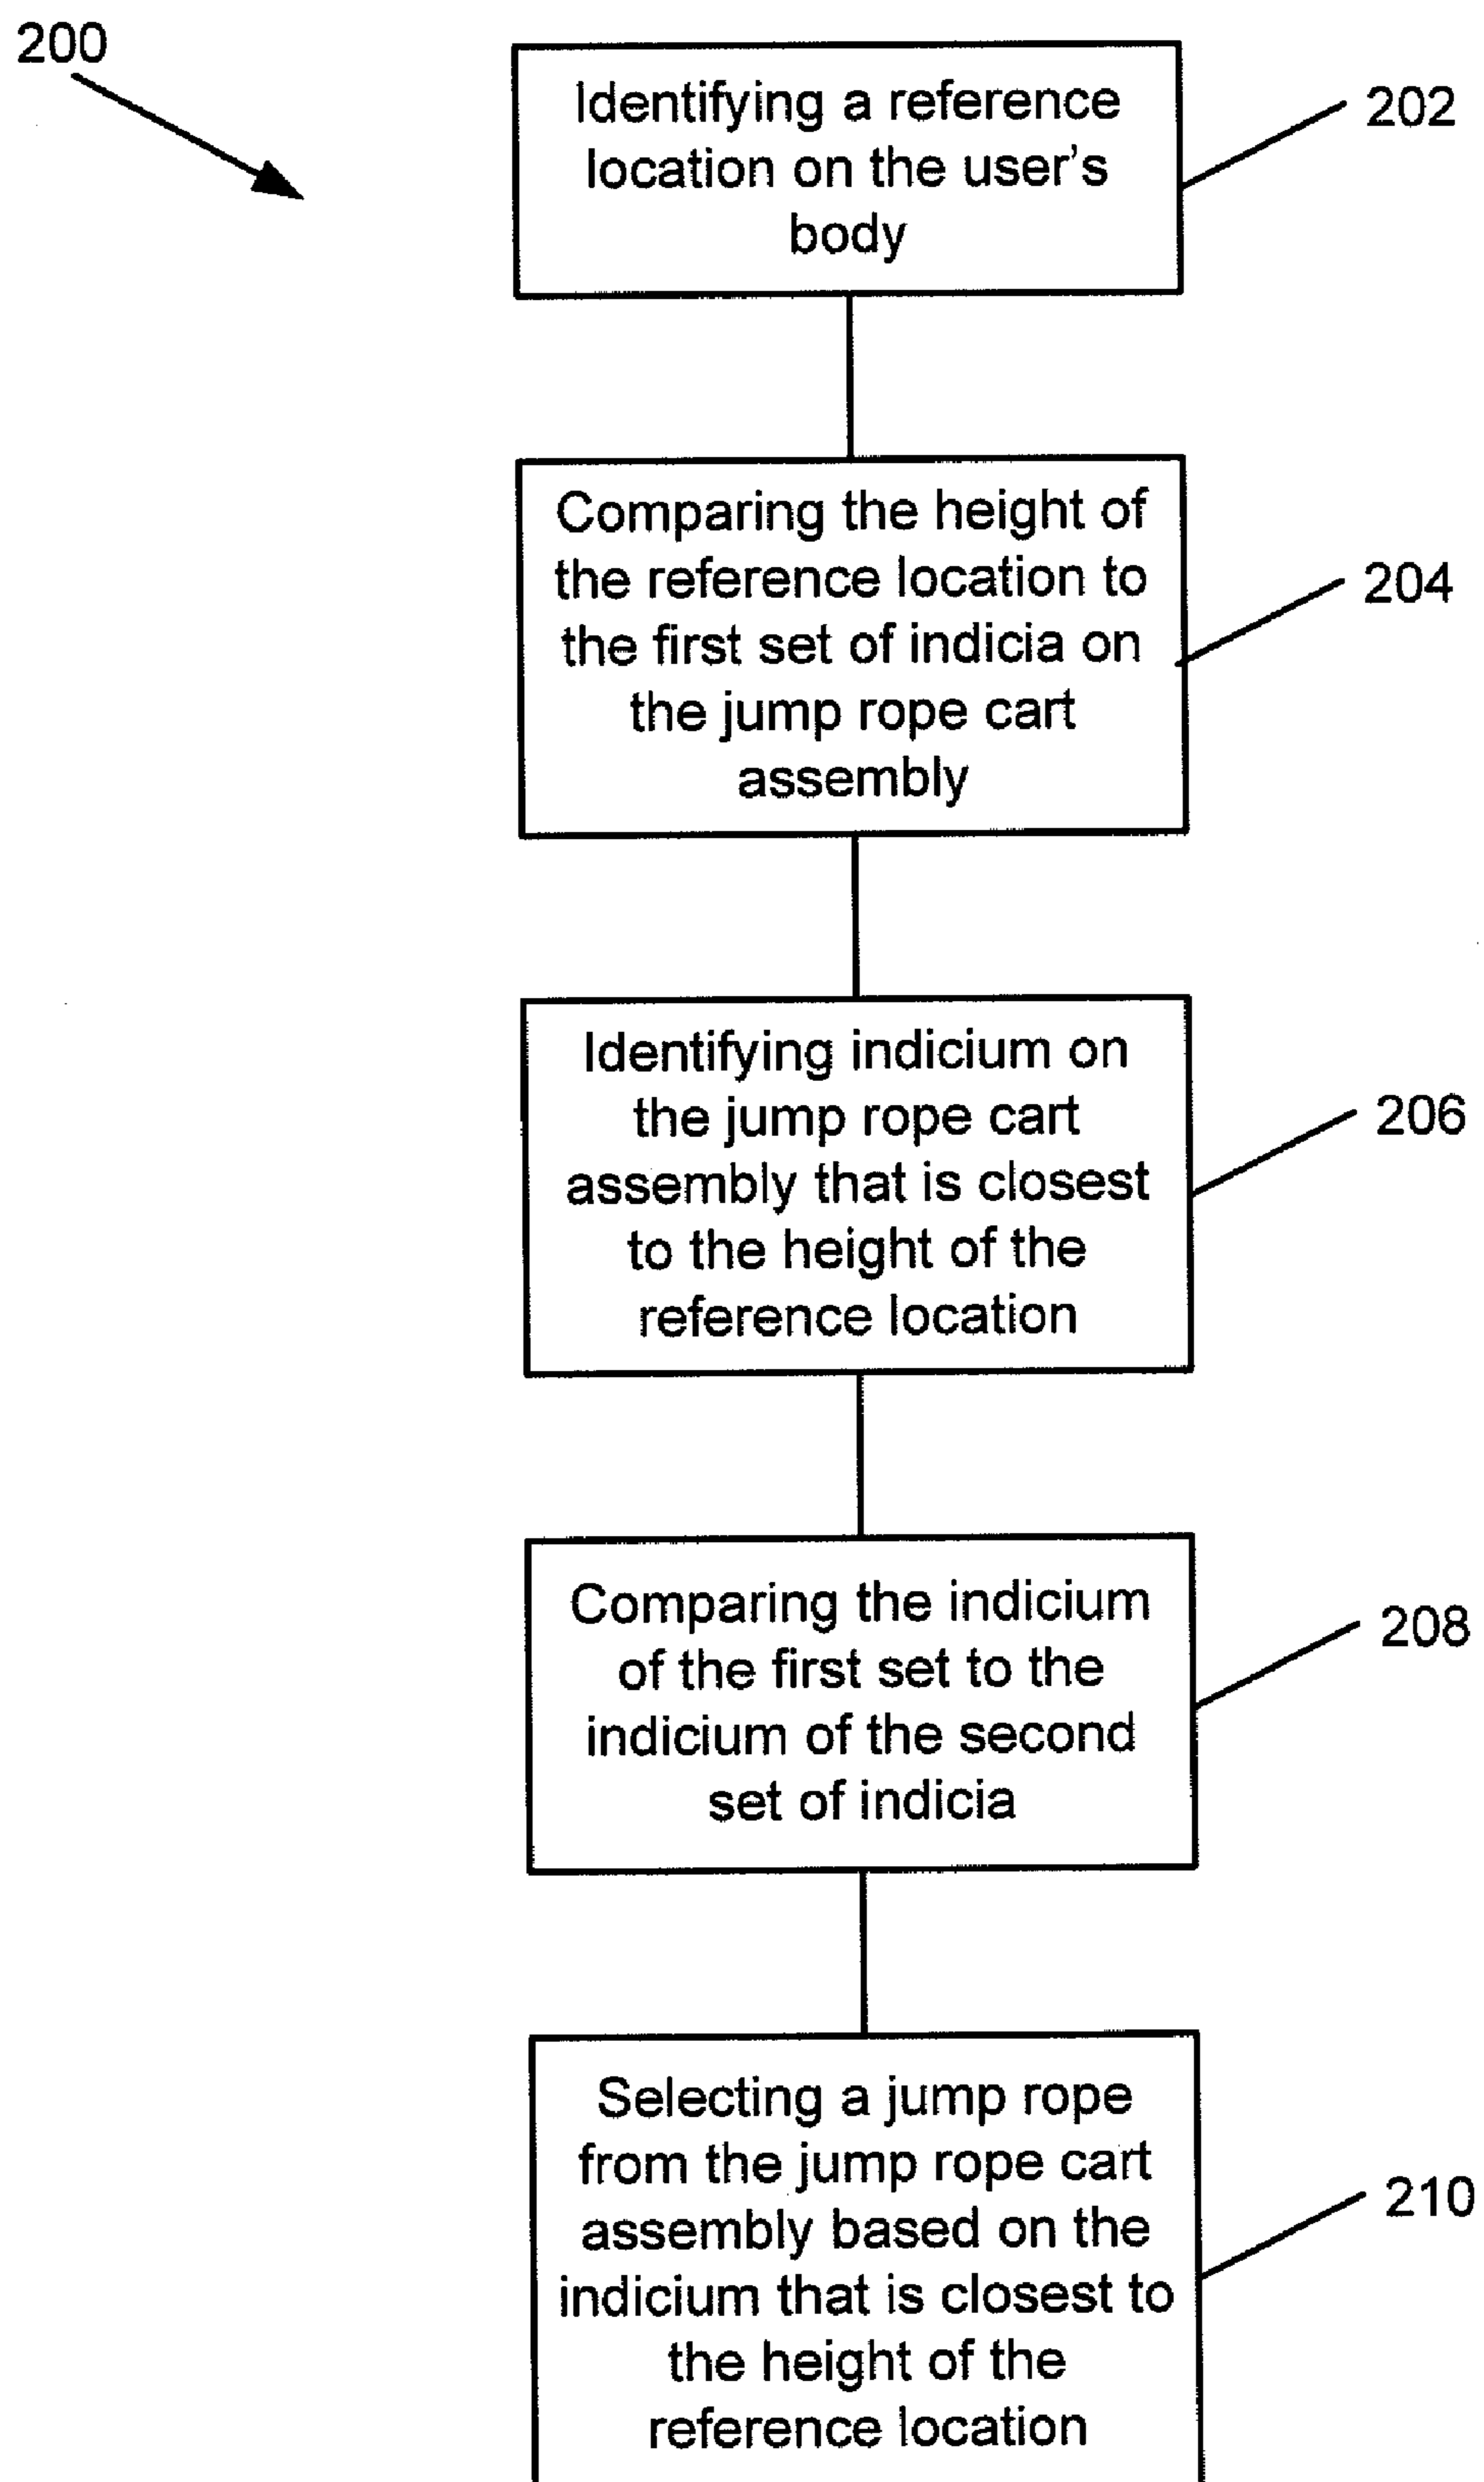 200
Identifying a reference
location on the user's
body
202
Comparing the height of
the reference location to
the first set of indicia on
the jump rope cart
assembly
204
Identifying indicium on
the jump rope cart
assembly that is closest
to the height of the
reference location
206
Comparing the indicium
of the first set to the
indicium of the second
set of indicia
208
Selecting a jump rope
from the jump rope cart
assembly based on the
indicium that is closest to
the height of the
reference location
210